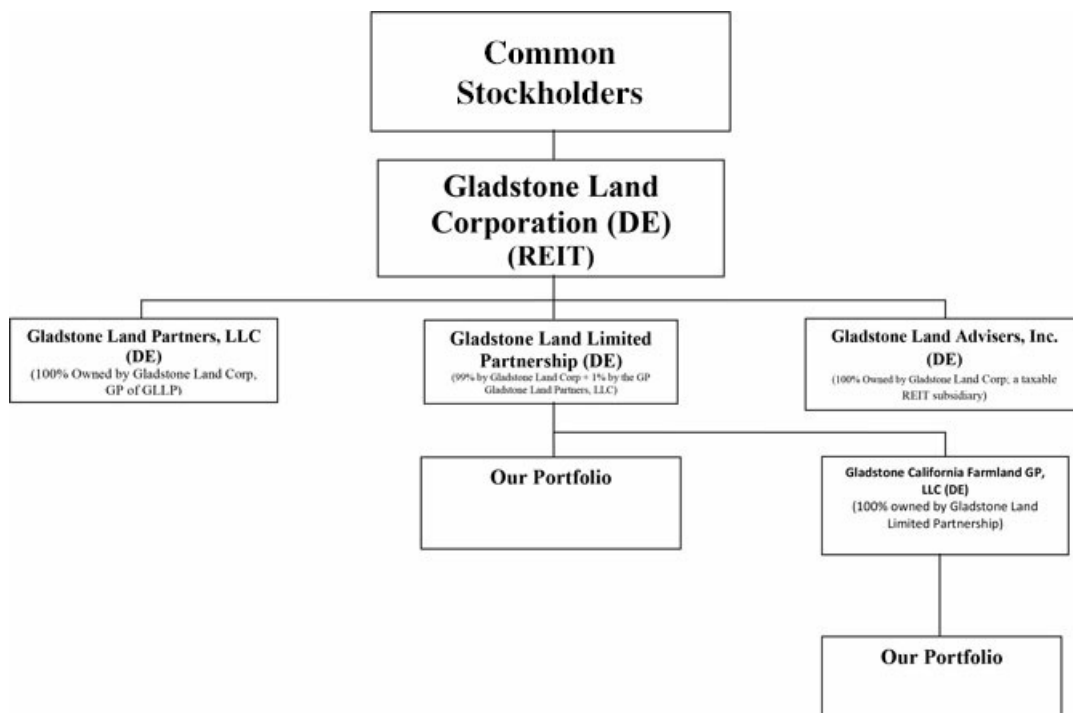 Common
Stockholders
Gladstone Land
Corporation (DE)
(REIT)
Gladstone Land Partners, LLC
(DE)
(100% Owned by Gladstone Land Corp,
GP of GLLP)
Gladstone Land Limited
Partnership (DE)
(99% by Gladstone Land Corp + 1% by the GP
Gladstone Land Partners, LLC)
Gladstone Land Advisers, Inc.
(DE)
(100% Owned by Gladstone Land Corp; a taxable
REIT subsidiary)
Our Portfolio
Gladstone California Farmland GP,
LLC (DE)
(100% owned by Gladstone Land
Limited Partnership)
Our Portfolio